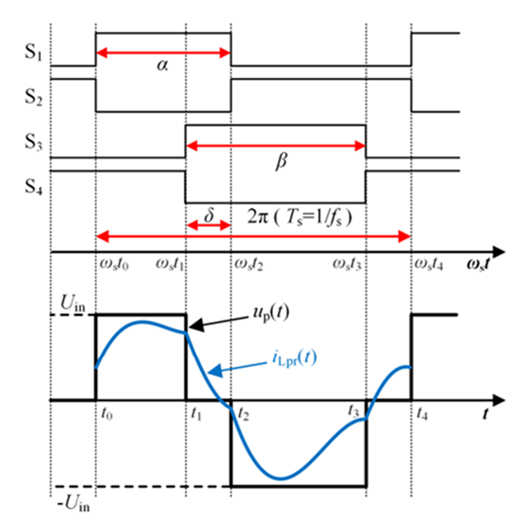 S₁
α
S₂
S₃
β
S₄
δ 2π ( Tₛ=1/fₛ)
ωₛt₀ ωₛt₁ ωₛt₂ ωₛt₃ ωₛt₄ ωₛt
Uᵢₙ
uₚ(t)
i_Lpr(t)
t₀ t₁ t₂ t₃ t₄ t
-Uᵢₙ